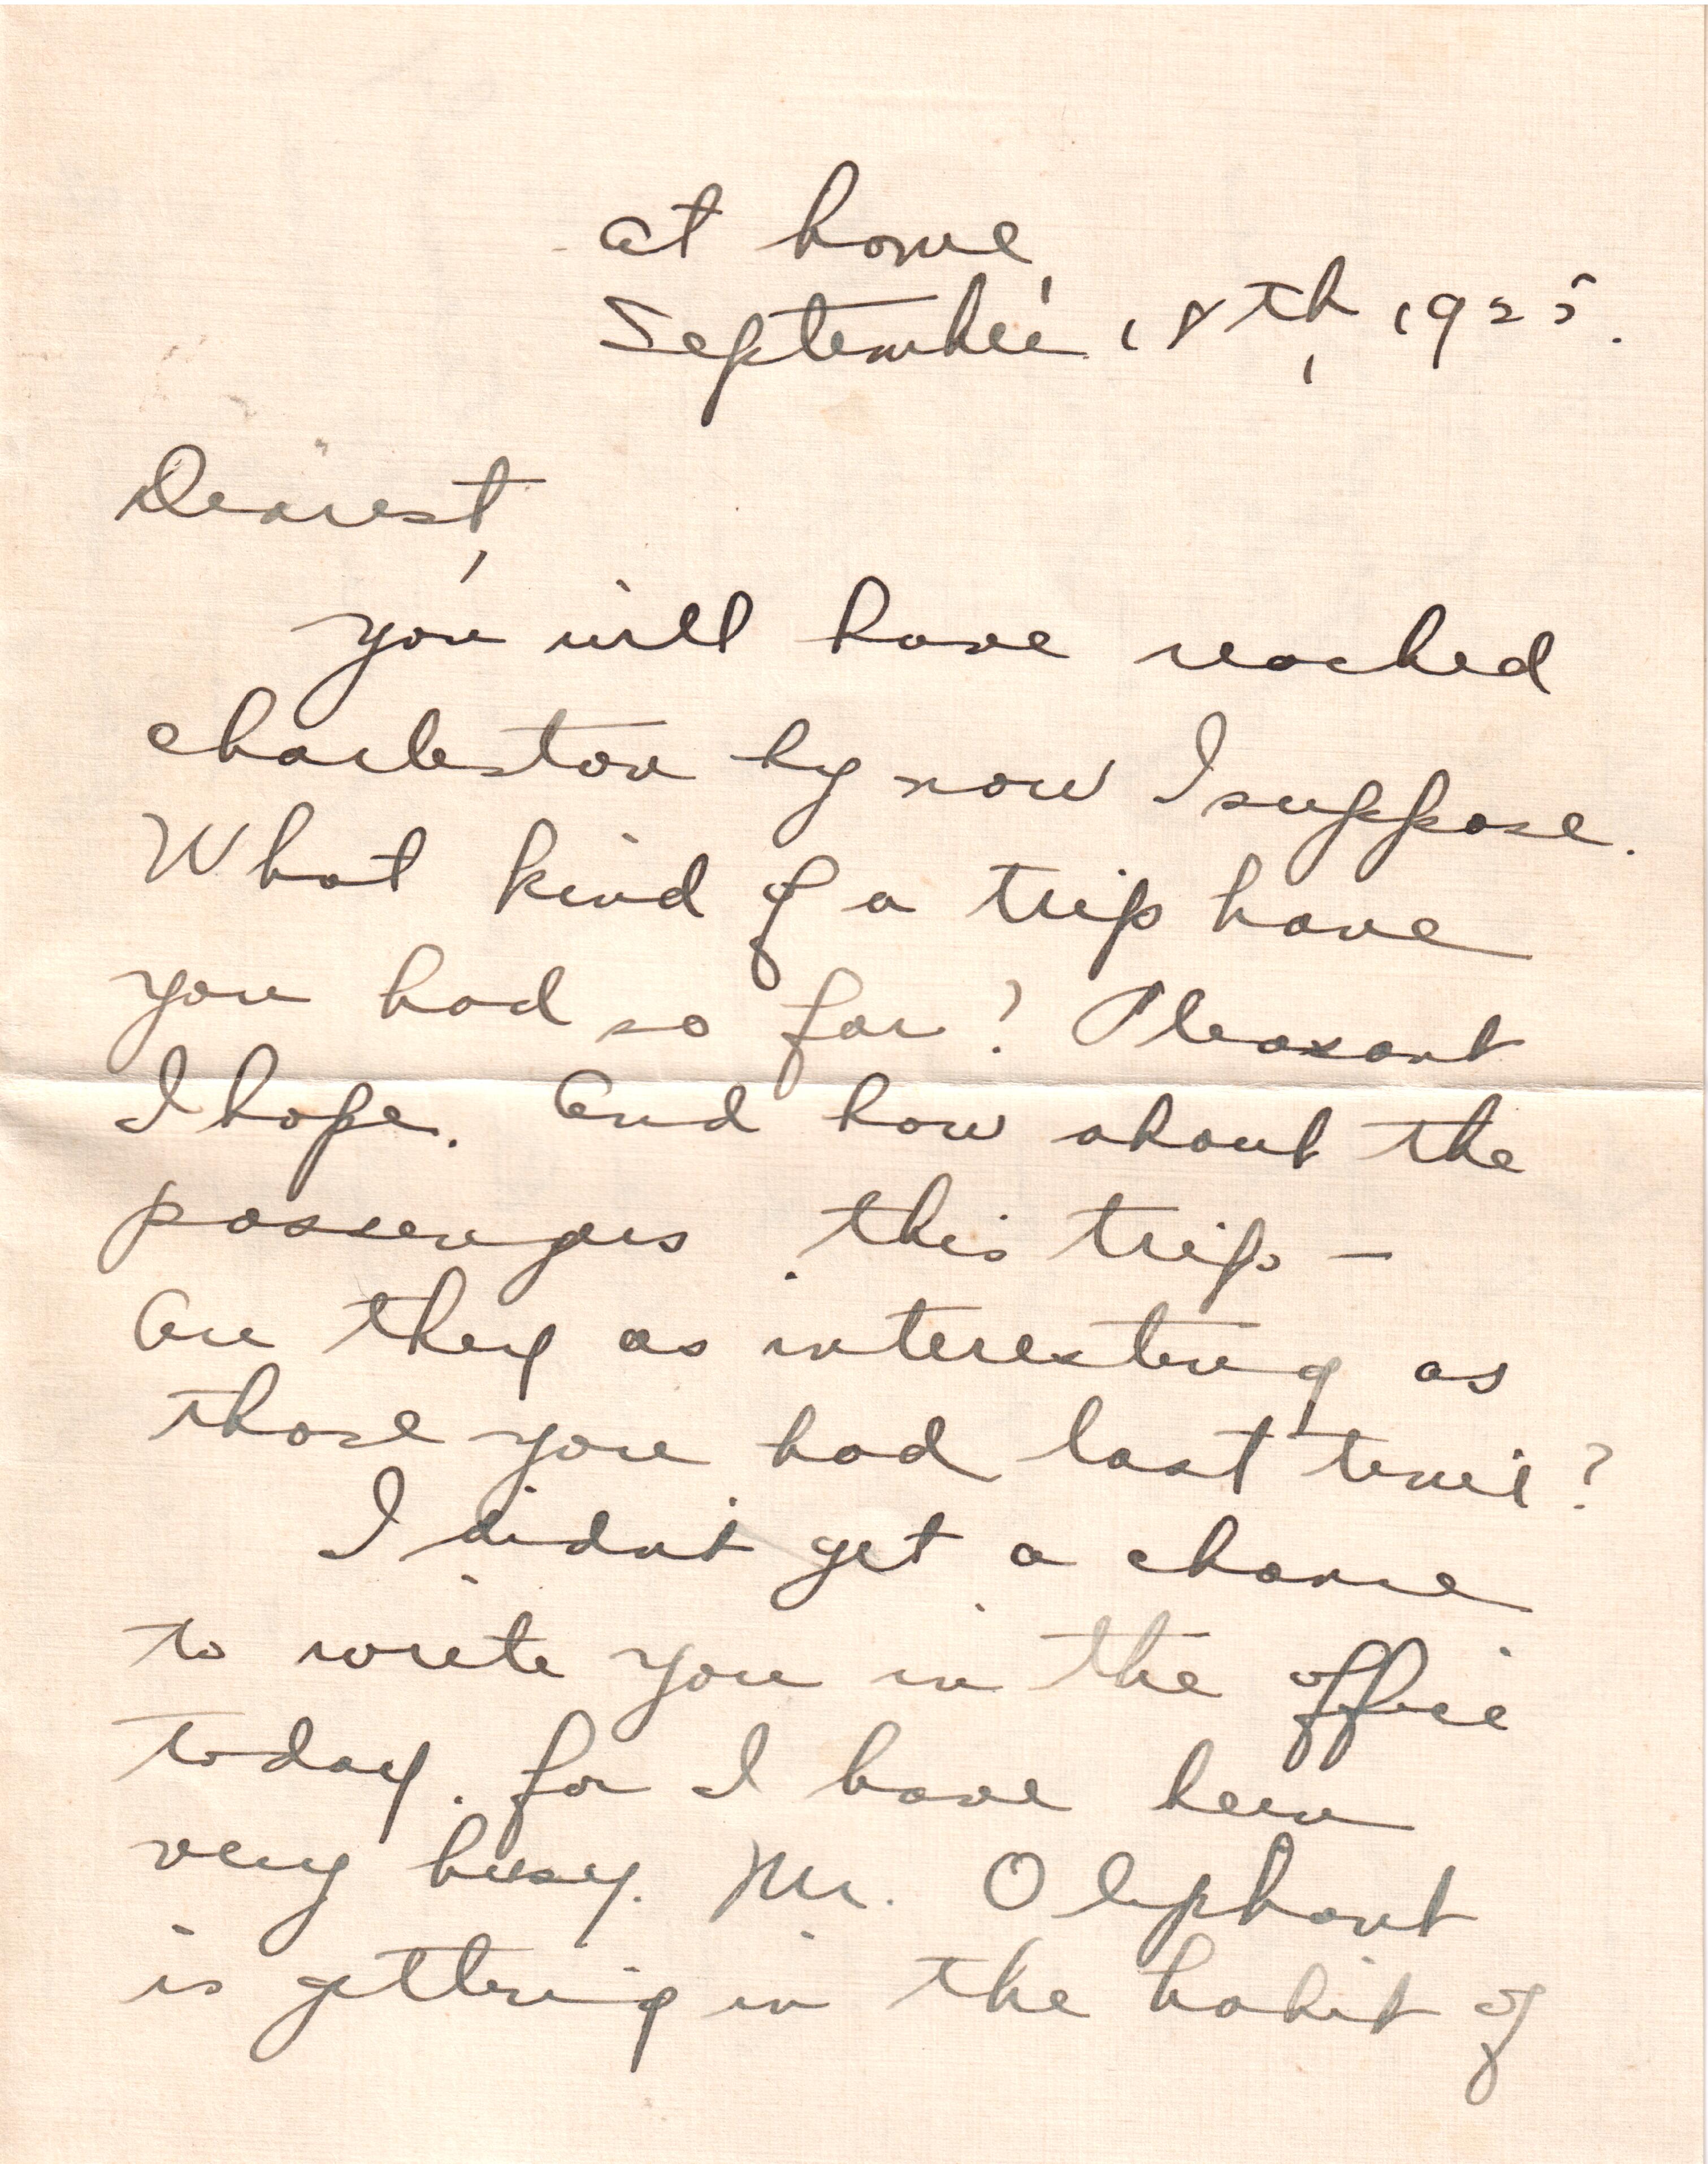 at home,
September 18th, 1925.
Dearest,
You will have reached
Charleston by now I suppose.
What kind of a trip have
you had so far? Pleasant
I hope. And how about the
passengers this trip –
Are they as interesting as
those you had last time?
I didn't get a chance
to write you in the office
today. for I have been
very busy. Mr. Oliphant
is getting in the habit of